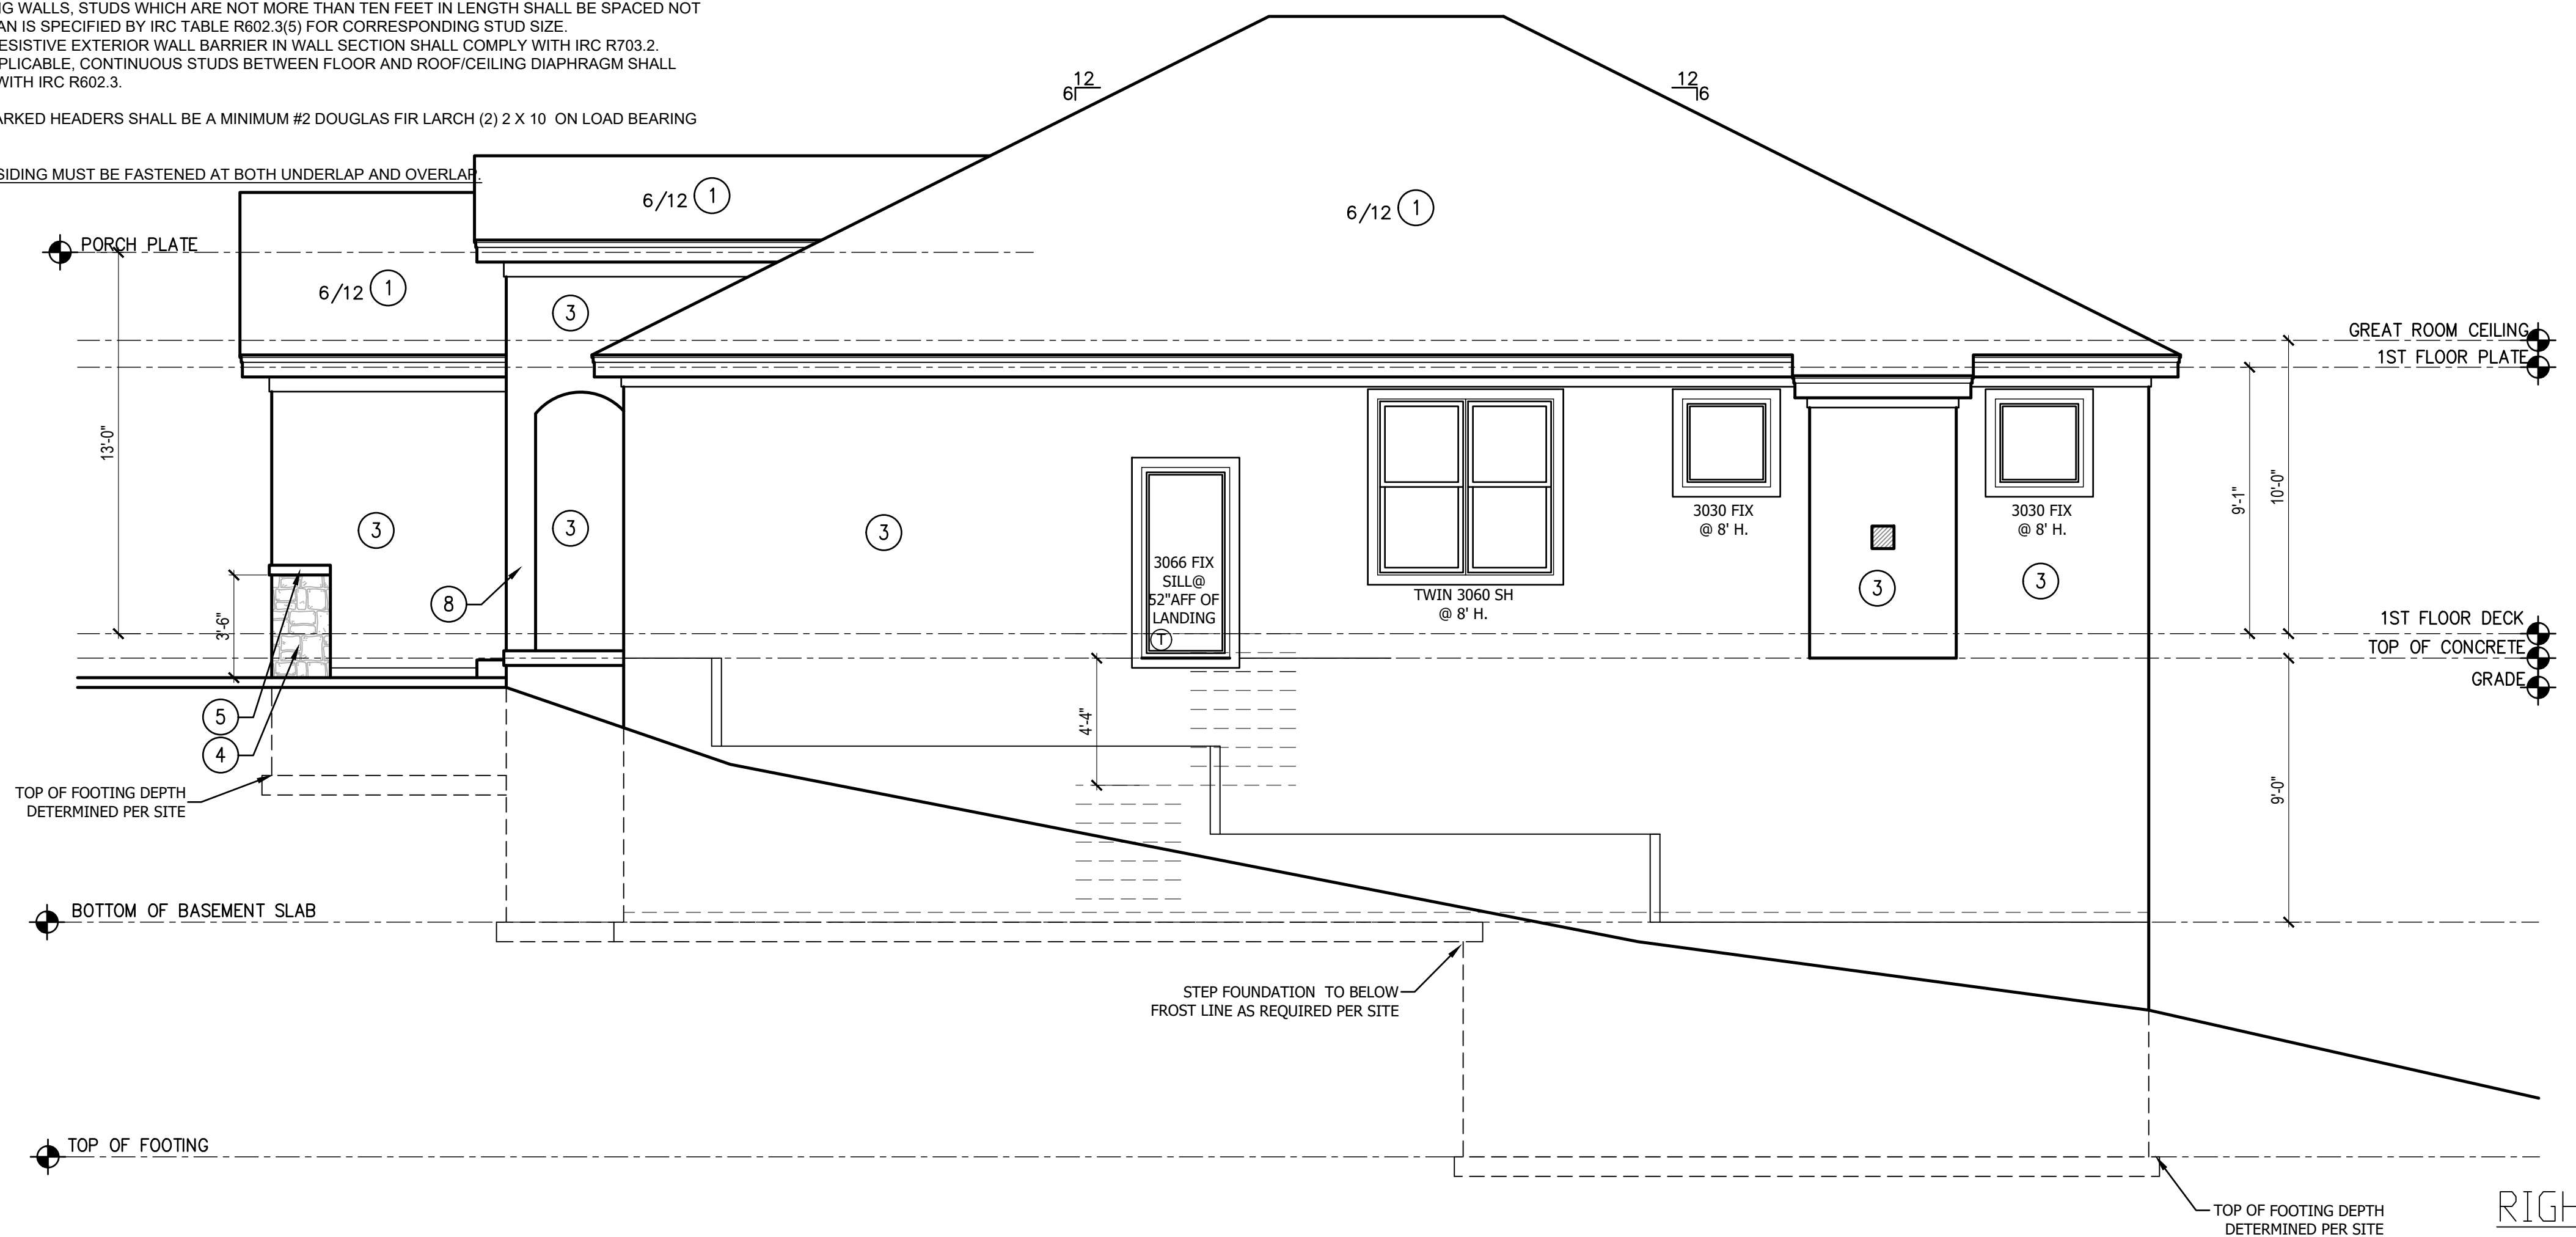 NG WALLS, STUDS WHICH ARE NOT MORE THAN TEN FEET IN LENGTH SHALL BE SPACED NOT
AN IS SPECIFIED BY IRC TABLE R602.3(5) FOR CORRESPONDING STUD SIZE.
ESISTIVE EXTERIOR WALL BARRIER IN WALL SECTION SHALL COMPLY WITH IRC R703.2.
PLICABLE, CONTINUOUS STUDS BETWEEN FLOOR AND ROOF/CEILING DIAPHRAGM SHALL
WITH IRC R602.3.
ARKED HEADERS SHALL BE A MINIMUM #2 DOUGLAS FIR LARCH (2) 2 X 10 ON LOAD BEARING
SIDING MUST BE FASTENED AT BOTH UNDERLAP AND OVERLAP.
12
6
12
6
6/12 1
6/12 1
PORCH PLATE
6/12 1
3
GREAT ROOM CEILING
1ST FLOOR PLATE
13'-0"
9'-1"
10'-0"
3
3
3
3030 FIX
@ 8' H.
3030 FIX
@ 8' H.
3066 FIX
SILL@
52"AFF OF
LANDING
T
TWIN 3060 SH
@ 8' H.
3
3
8
3'-6"
1ST FLOOR DECK
TOP OF CONCRETE
GRADE
5
4
4'-4"
9'-0"
TOP OF FOOTING DEPTH
DETERMINED PER SITE
BOTTOM OF BASEMENT SLAB
STEP FOUNDATION TO BELOW
FROST LINE AS REQUIRED PER SITE
TOP OF FOOTING
TOP OF FOOTING DEPTH
DETERMINED PER SITE
RIGH